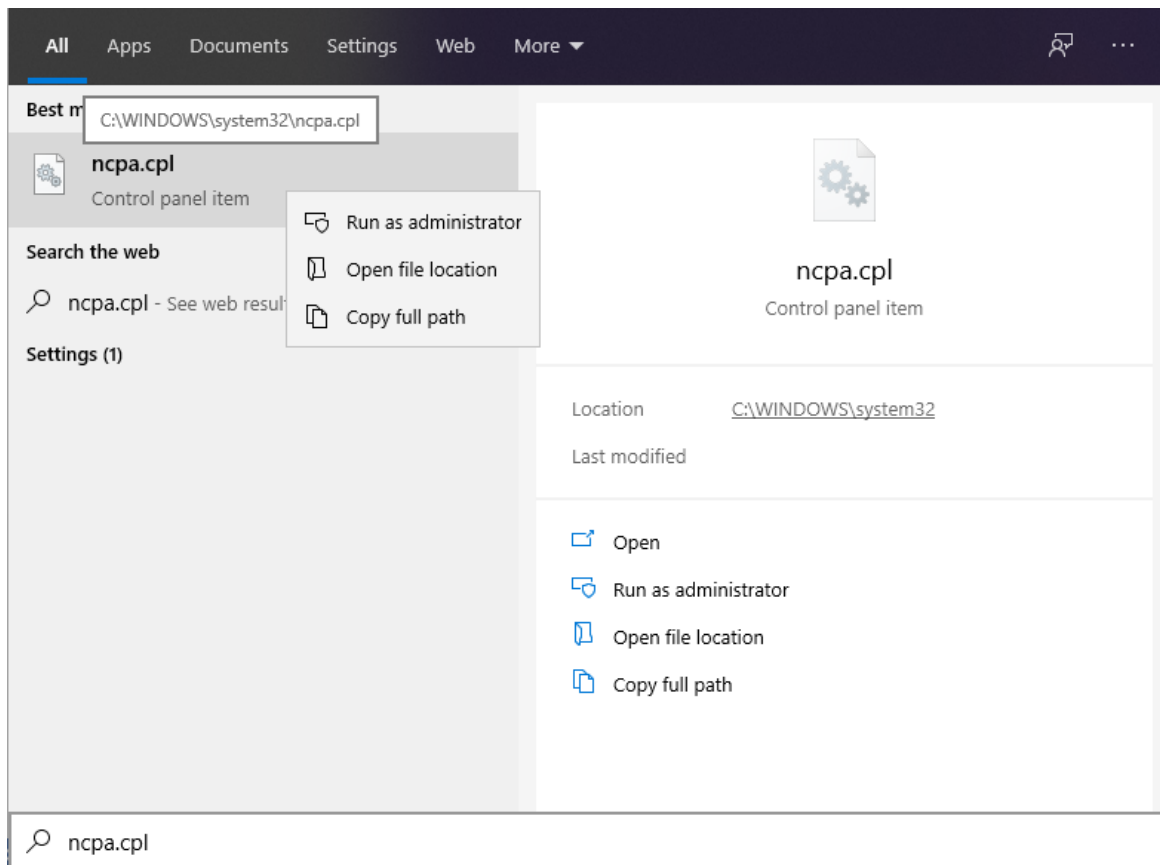 All Apps Documents Settings Web More
Best m
C:\WINDOWS\system32\ncpa.cpl
ncpa.cpl
Control panel item
Run as administrator
Open file location
Copy full path
Search the web
ncpa.cpl - See web resul
Settings (1)
ncpa.cpl
Control panel item
Location C:\WINDOWS\system32
Last modified
Open
Run as administrator
Open file location
Copy full path
ncpa.cpl